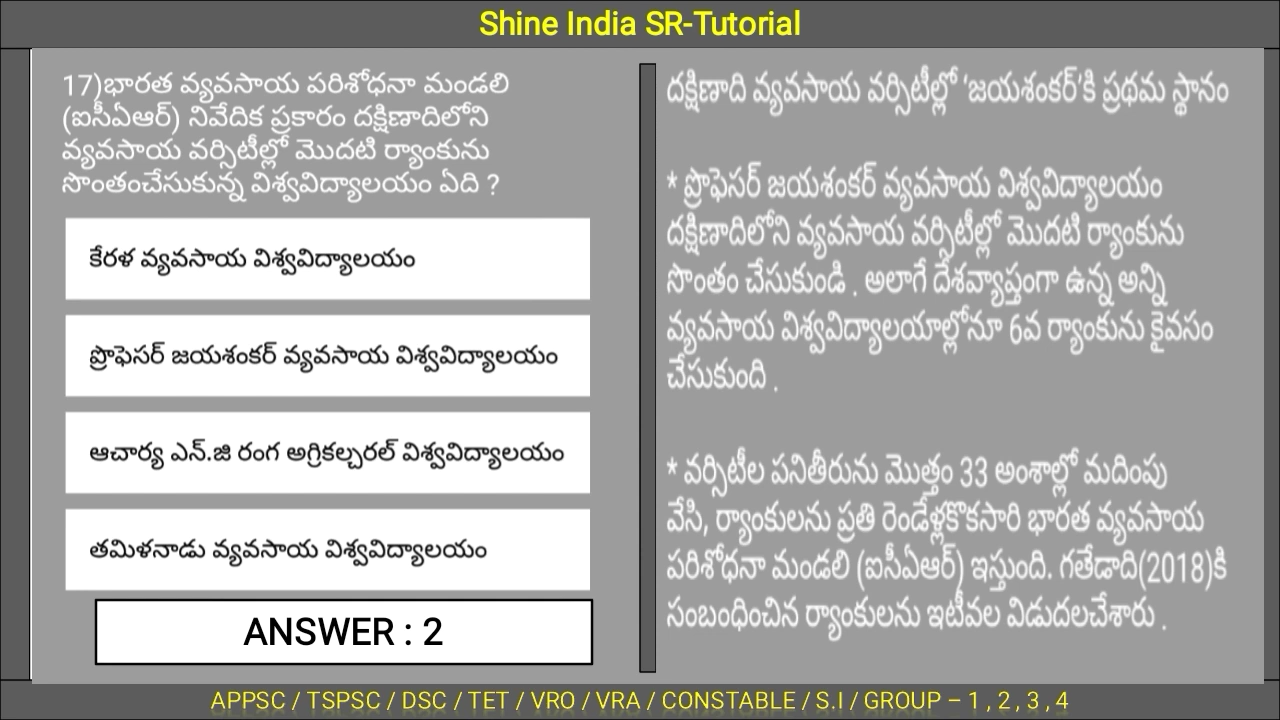 Shine India SR-Tutorial
17)భారత వ్యవసాయ పరిశోధనా మండలి
(ఐసీఏఆర్) నివేదిక ప్రకారం దక్షిణాదిలోని
వ్యవసాయ వర్సిటీల్లో మొదటి ర్యాంకును
సొంతంచేసుకున్న విశ్వవిద్యాలయం ఏది ?
కేరళ వ్యవసాయ విశ్వవిద్యాలయం
ప్రొఫెసర్ జయశంకర్ వ్యవసాయ విశ్వవిద్యాలయం
ఆచార్య ఎన్.జి రంగ అగ్రికల్చరల్ విశ్వవిద్యాలయం
తమిళనాడు వ్యవసాయ విశ్వవిద్యాలయం
ANSWER : 2
దక్షిణాది వ్యవసాయ వర్సిటీల్లో 'జయశంకర్'కి ప్రథమ స్థానం
* ప్రొఫెసర్ జయశంకర్ వ్యవసాయ విశ్వవిద్యాలయం
దక్షిణాదిలోని వ్యవసాయ వర్సిటీల్లో మొదటి ర్యాంకును
సొంతం చేసుకుండి . అలాగే దేశవ్యాప్తంగా ఉన్న అన్ని
వ్యవసాయ విశ్వవిద్యాలయాల్లోనూ 6వ ర్యాంకును కైవసం
చేసుకుంది .
* వర్సిటీల పనితీరును మొత్తం 33 అంశాల్లో మదింపు
వేసి, ర్యాంకులను ప్రతి రెండేళ్లకొకసారి భారత వ్యవసాయ
పరిశోధనా మండలి (ఐసీఏఆర్) ఇస్తుంది. గతేడాది(2018)కి
సంబంధించిన ర్యాంకులను ఇటీవల విడుదలచేశారు .
APPSC / TSPSC / DSC / TET / VRO / VRA / CONSTABLE / S.I / GROUP – 1 , 2 , 3 , 4